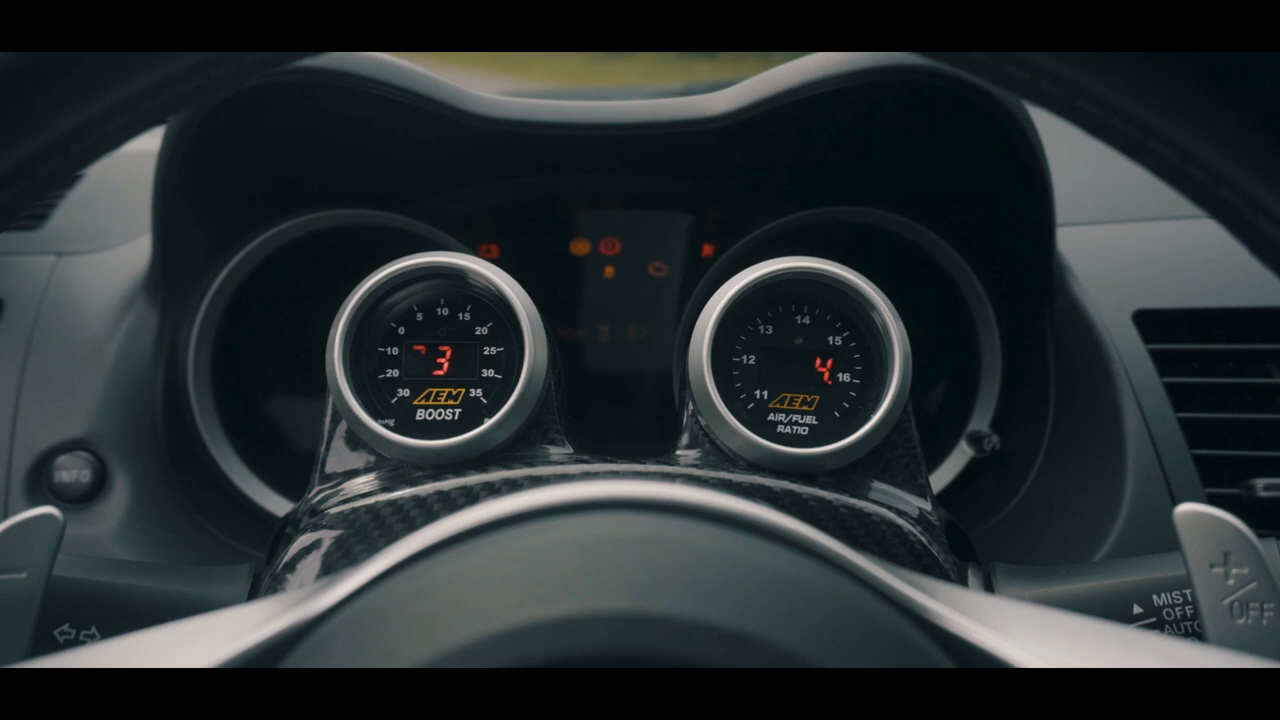 5 10 15
0 20
10 25
20 3 30
30 35
AEM
BOOST
inHg
14
13 15
12
4. 16
11
AEM
AIR/FUEL
RATIO
INFO
MIST
OFF
AUTO
+
OFF